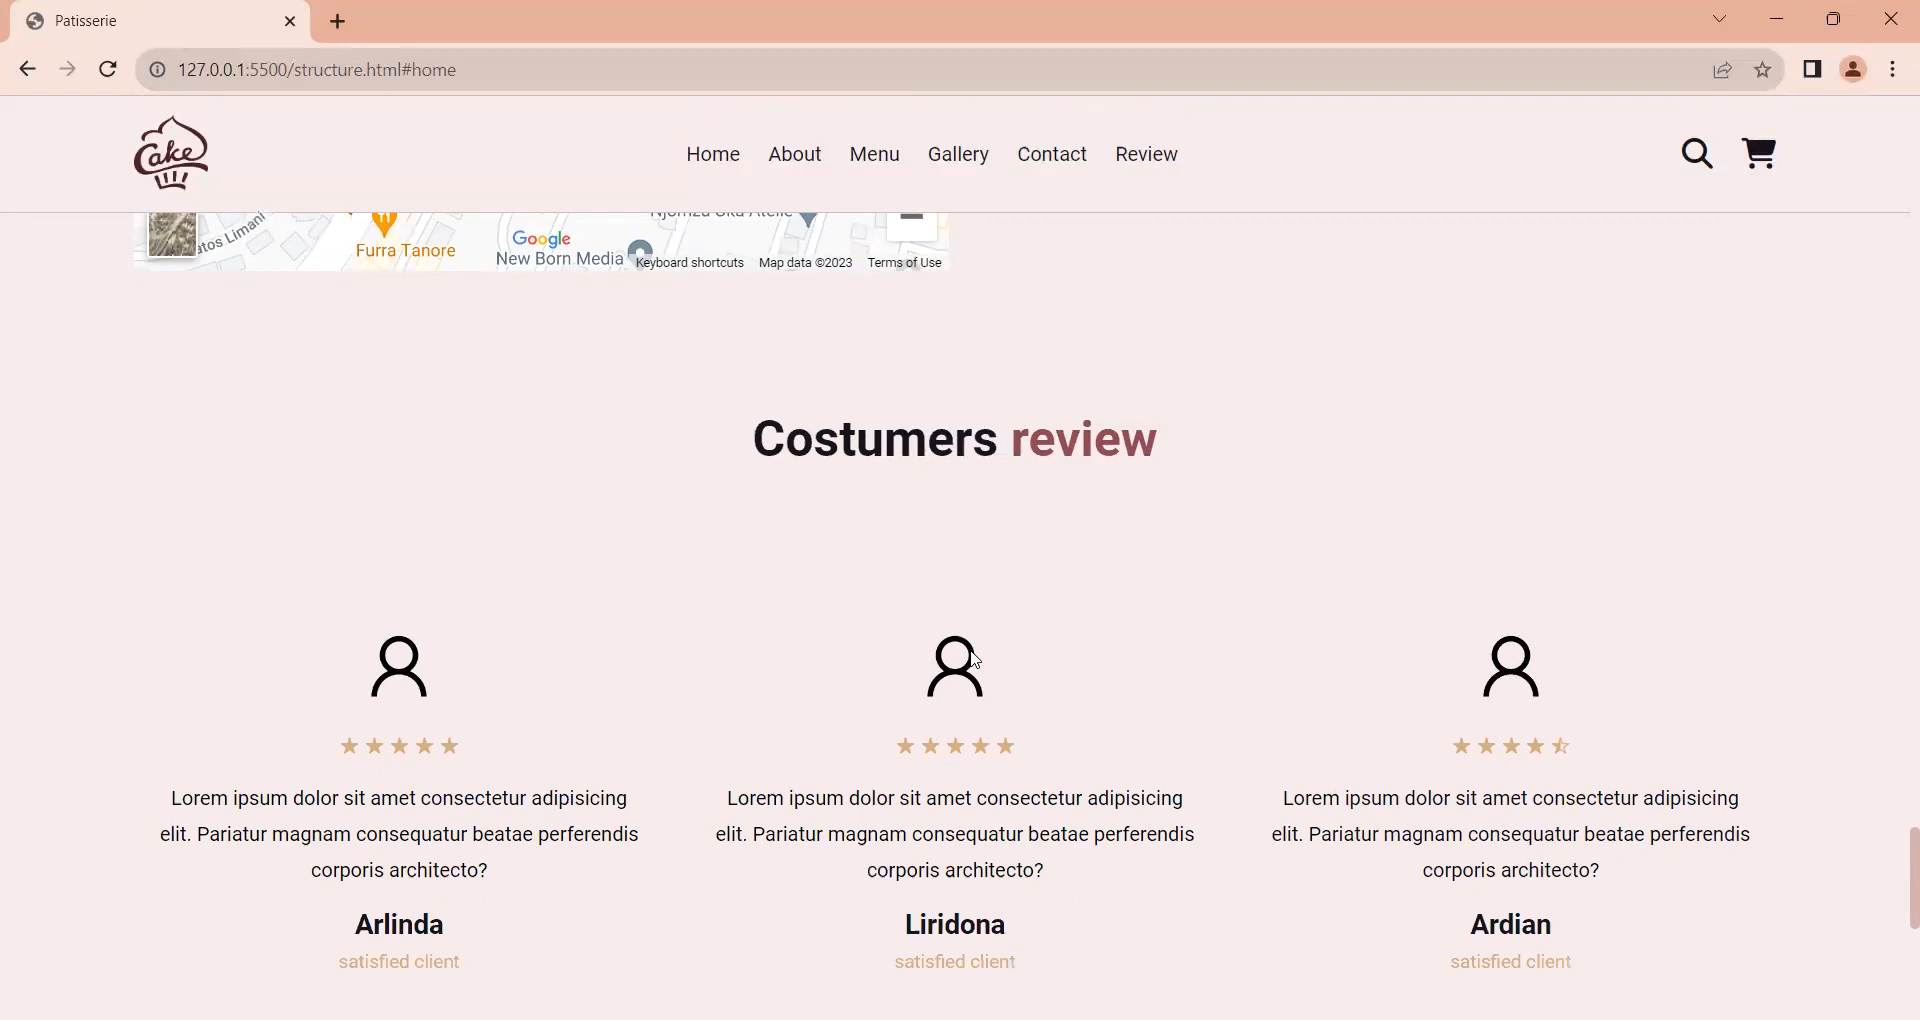 Patisserie
127.0.0.1:5500/structure.html#home
Cake
Home About Menu Gallery Contact Review
atos Limani
Furra Tanore
Google
New Born Media
Keyboard shortcuts Map data ©2023 Terms of Use
Costumers review
Lorem ipsum dolor sit amet consectetur adipisicing
elit. Pariatur magnam consequatur beatae perferendis
corporis architecto?
Arlinda
satisfied client
Lorem ipsum dolor sit amet consectetur adipisicing
elit. Pariatur magnam consequatur beatae perferendis
corporis architecto?
Liridona
satisfied client
Lorem ipsum dolor sit amet consectetur adipisicing
elit. Pariatur magnam consequatur beatae perferendis
corporis architecto?
Ardian
satisfied client